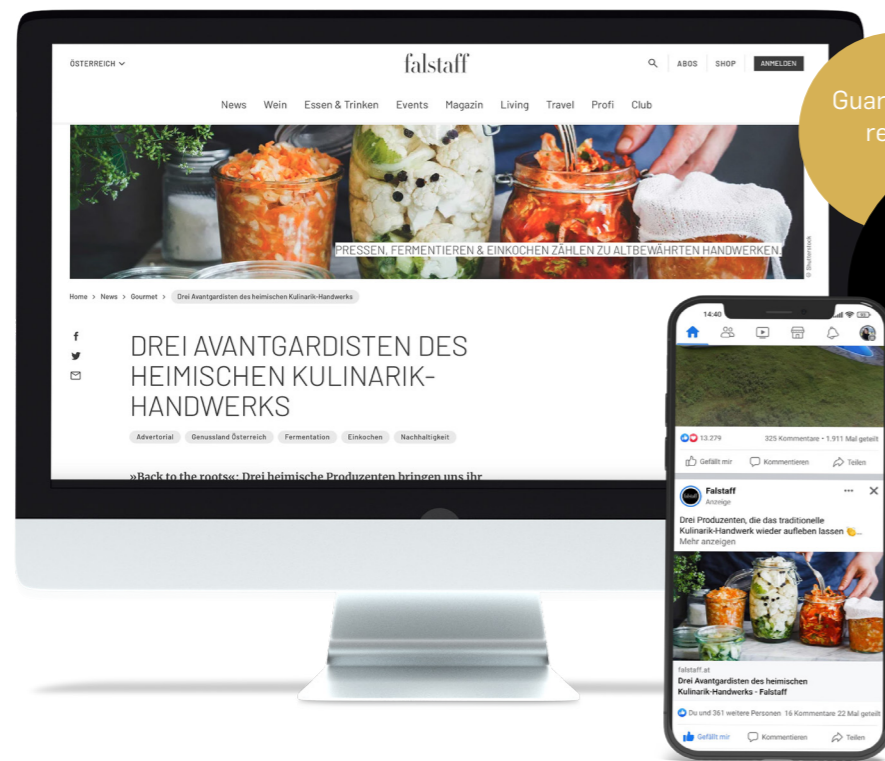 ÖSTERREICH
falstaff
ABOS SHOP ANMELDEN
News Wein Essen & Trinken Events Magazin Living Travel Profi Club
PRESSEN, FERMENTIEREN & EINKOCHEN ZÄHLEN ZU ALTBEWÄHRTEN HANDWERKEN.
© Shutterstock
Home > News > Gourmet > Drei Avantgardisten des heimischen Kulinarik-Handwerks
DREI AVANTGARDISTEN DES
HEIMISCHEN KULINARIK-
HANDWERKS
Advertorial Genussland Österreich Fermentation Einkochen Nachhaltigkeit
»Back to the roots«: Drei heimische Produzenten bringen uns ihr
Guar
re
14:40
13.279 325 Kommentare • 1.911 Mal geteilt
Gefällt mir Kommentieren Teilen
Falstaff
Anzeige
Drei Produzenten, die das traditionelle
Kulinarik-Handwerk wieder aufleben lassen 👏...
Mehr anzeigen
falstaff.at
Drei Avantgardisten des heimischen
Kulinarik-Handwerks - Falstaff
Du und 361 weitere Personen 16 Kommentare 22 Mal geteilt
Gefällt mir Kommentieren Teilen